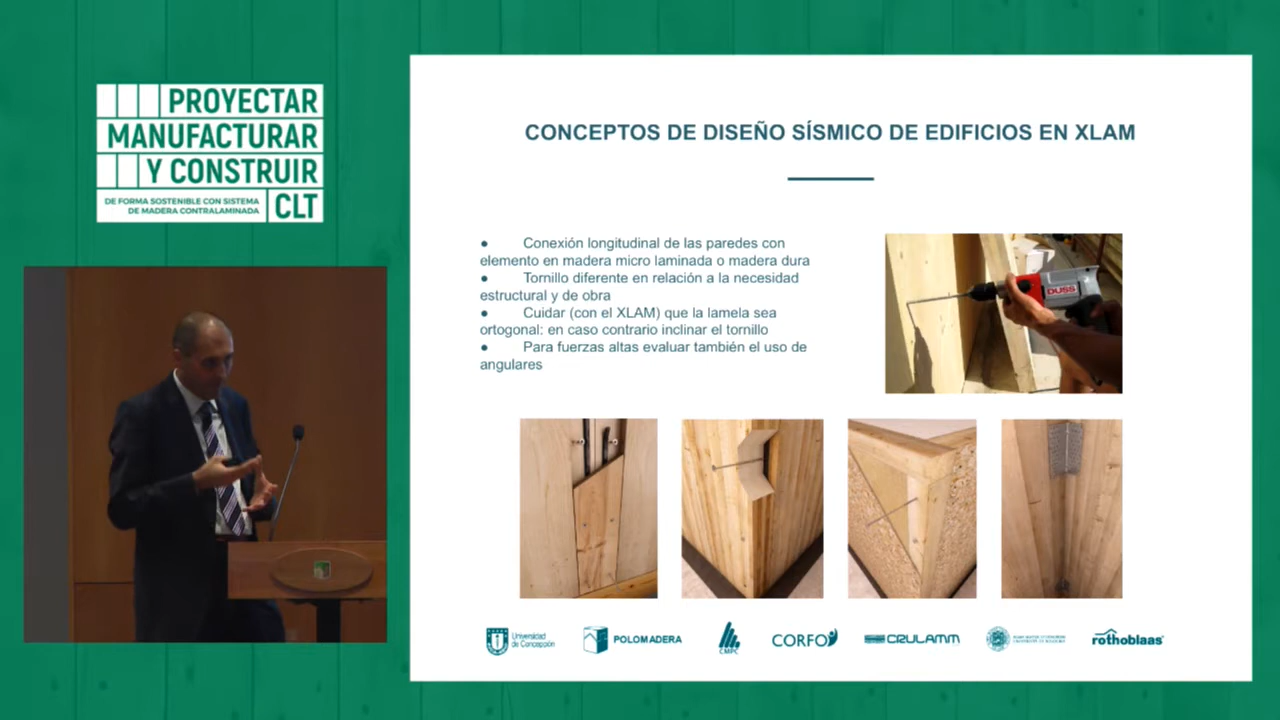 PROYECTAR
MANUFACTURAR
Y CONSTRUIR
DE FORMA SOSTENIBLE CON SISTEMA
DE MADERA CONTRALAMINADA
CLT
CONCEPTOS DE DISEÑO SÍSMICO DE EDIFICIOS EN XLAM
● Conexión longitudinal de las paredes con
elemento en madera micro laminada o madera dura
● Tornillo diferente en relación a la necesidad
estructural y de obra
● Cuidar (con el XLAM) que la lamela sea
ortogonal: en caso contrario inclinar el tornillo
● Para fuerzas altas evaluar también el uso de
angulares
DUSS
Universidad
de Concepción
POLOMADERA
CMPC
CORFO
CRULAMM
rothoblaas